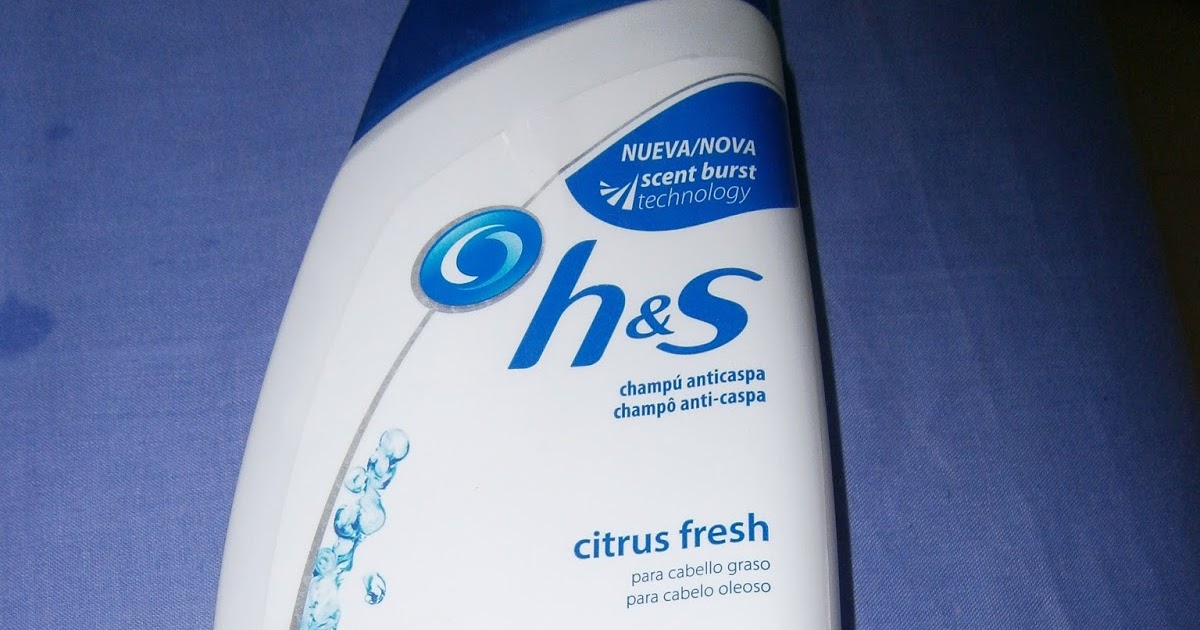 NUEVA/NOVA
scent burst
technology
h&s
champú anticaspa
champô anti-caspa
citrus fresh
para cabello graso
para cabelo oleoso